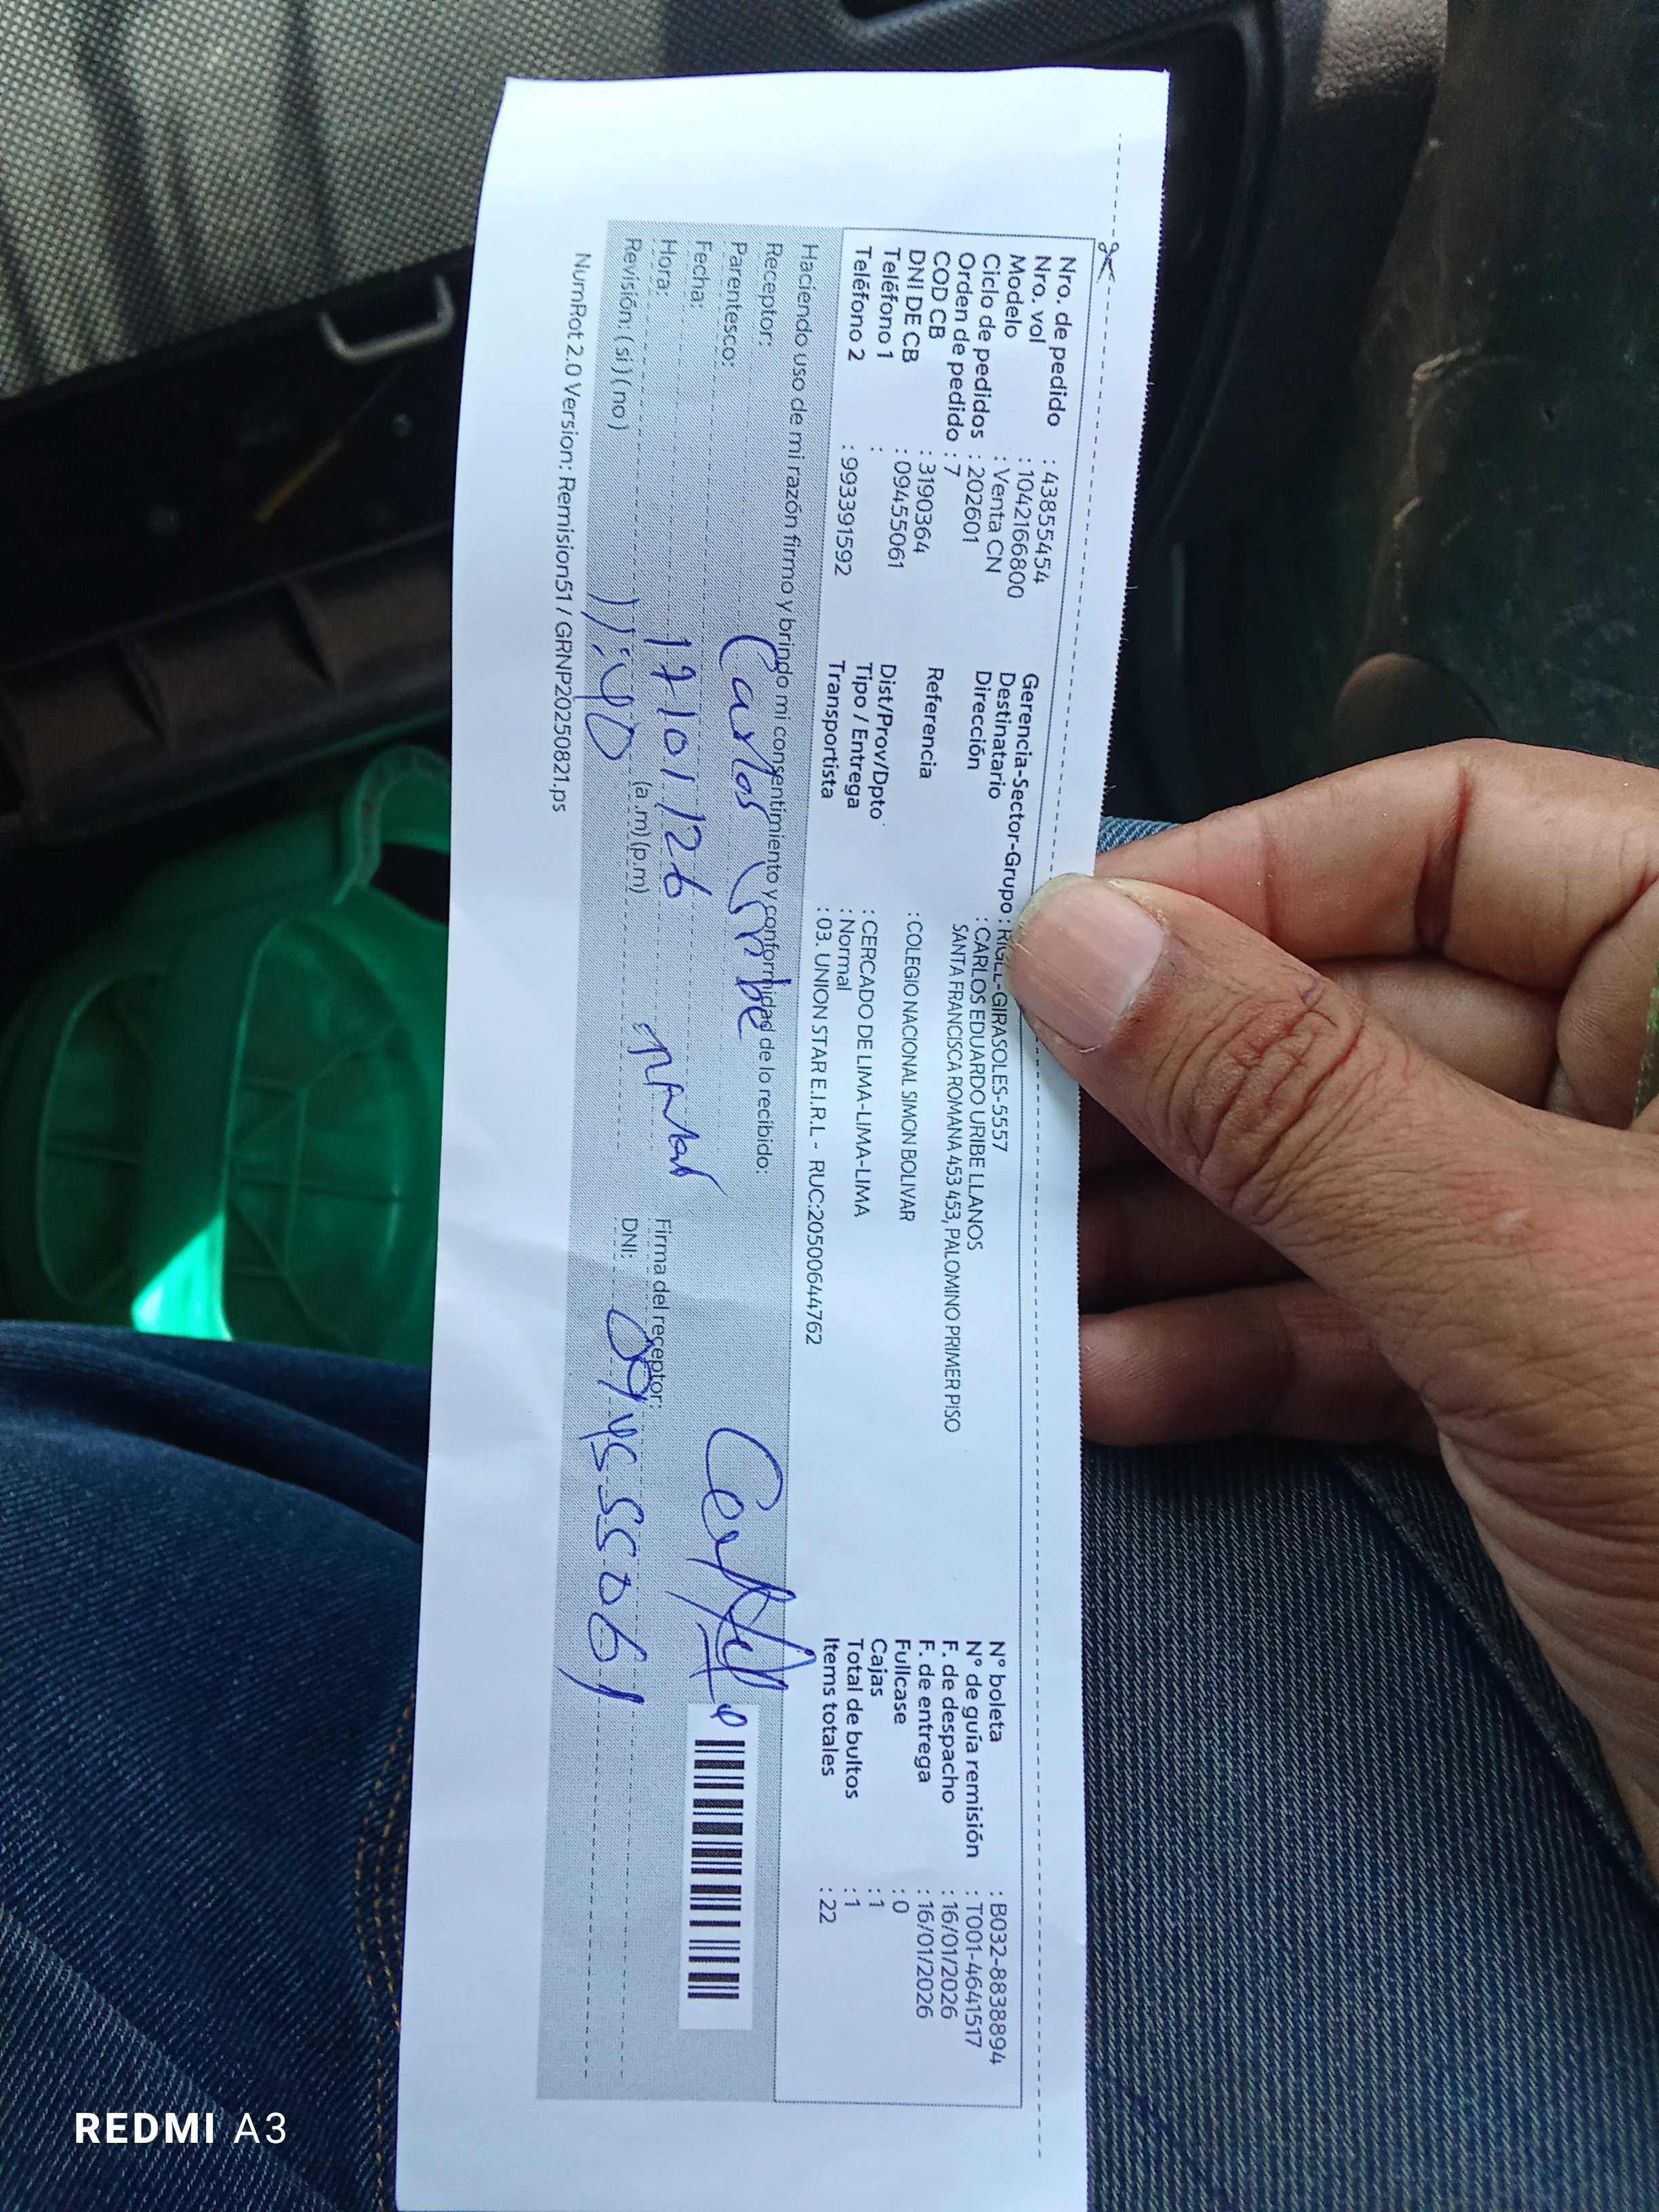 Nro. de pedido : 43855454
Nro. vol : 1042166800
Modelo : Venta CN
Ciclo de pedidos : 202601
Orden de pedido : 7
COD CB : 3190364
DNI DE CB : 09455061
Teléfono 1 :
Teléfono 2 : 993391592
Gerencia-Sector-Grupo : RIGEL-GIRASOLES-5557
Destinatario : CARLOS EDUARDO URIBE LLANOS
Dirección SANTA FRANCISCA ROMANA 453 453, PALOMINO PRIMER PISO
Referencia : COLEGIO NACIONAL SIMON BOLIVAR
Dist/Prov/Dpto : CERCADO DE LIMA-LIMA-LIMA
Tipo / Entrega : Normal
Transportista : 03. UNION STAR E.I.R.L - RUC:20500644762
N° boleta : B032-8838894
N° de guía remisión : T001-4641517
F. de despacho : 16/01/2026
F. de entrega : 16/01/2026
Fullcase : 0
Cajas : 1
Total de bultos : 1
Items totales : 22
Haciendo uso de mi razón firmo y brindo mi consentimiento y conformidad de lo recibido:
Receptor: Carlos Uribe
Parentesco:
Fecha: 17/01/26
Hora: 11:40 (a.m) (p.m)
Revisión: (si) (no)
Firma del receptor:
DNI: 09455061
NumRot 2.0 Version: Remision51 / GRNP20250821.ps
REDMI A3